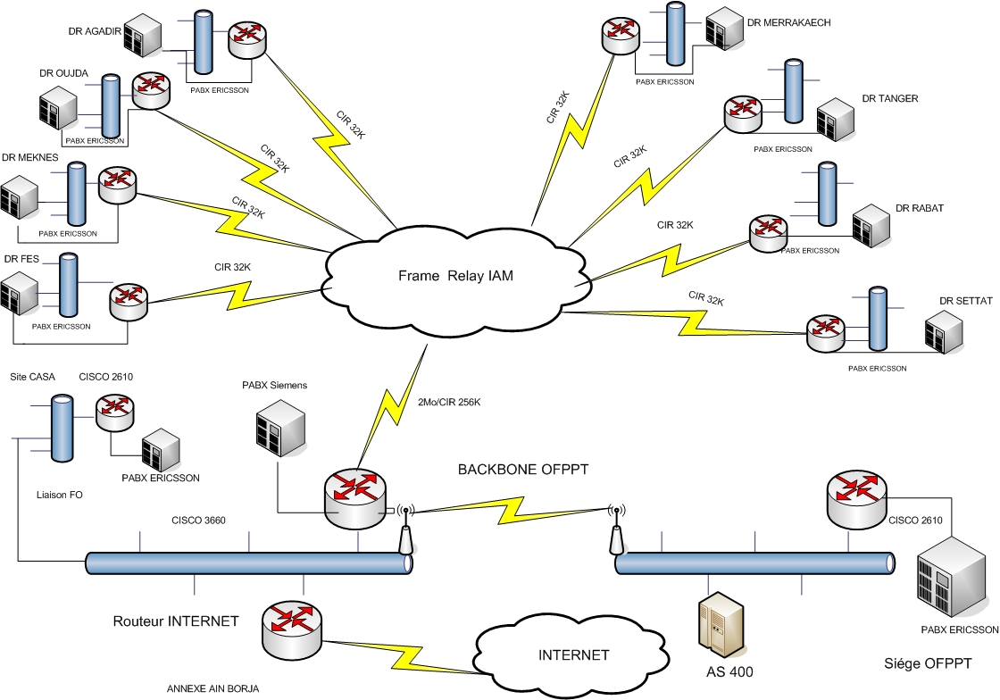 DR AGADIR
PABX ERICSSON
CIR 32K
DR OUJDA
PABX ERICSSON
CIR 32K
DR MEKNES
PABX ERICSSON
CIR 32K
DR FES
PABX ERICSSON
CIR 32K
DR MERRAKAECH
PABX ERICSSON
CIR 32K
DR TANGER
PABX ERICSSON
CIR 32K
DR RABAT
PABX ERICSSON
CIR 32K
DR SETTAT
PABX ERICSSON
CIR 32K
Frame Relay IAM
Site CASA
CISCO 2610
PABX ERICSSON
Liaison FO
PABX Siemens
2Mo/CIR 256K
CISCO 3660
BACKBONE OFPPT
CISCO 2610
PABX ERICSSON
Siége OFPPT
AS 400
Routeur INTERNET
INTERNET
ANNEXE AIN BORJA